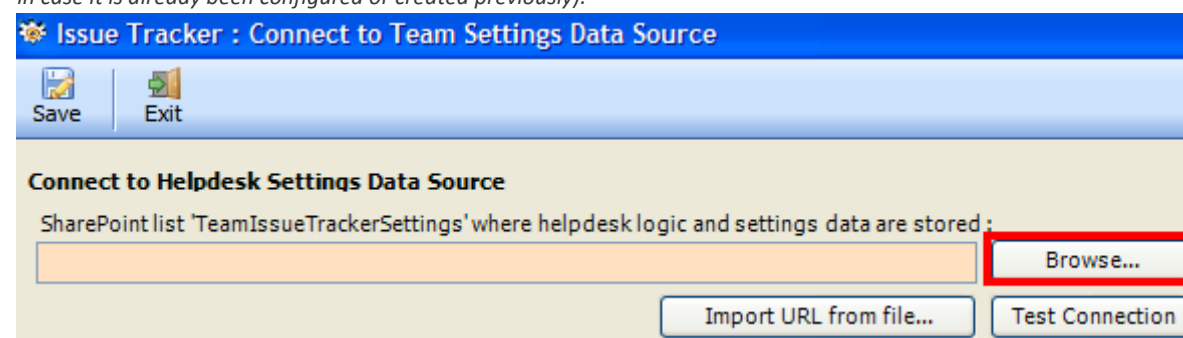 in case it is already been configured or created previously).
Issue Tracker : Connect to Team Settings Data Source
Save
Exit
Connect to Helpdesk Settings Data Source
SharePoint list 'TeamIssueTrackerSettings' where helpdesk logic and settings data are stored :
Browse...
Import URL from file...
Test Connection